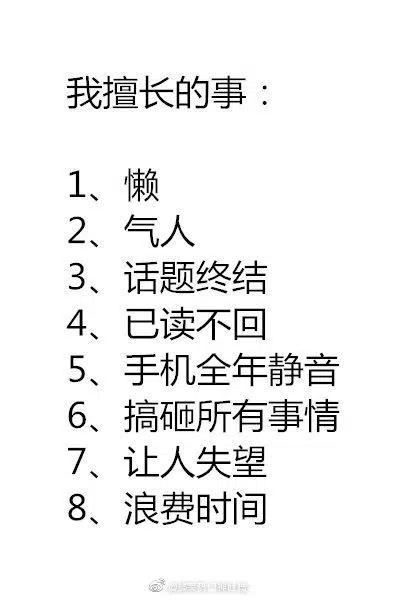 我擅长的事：
1、懒
2、气人
3、话题终结
4、已读不回
5、手机全年静音
6、搞砸所有事情
7、让人失望
8、浪费时间